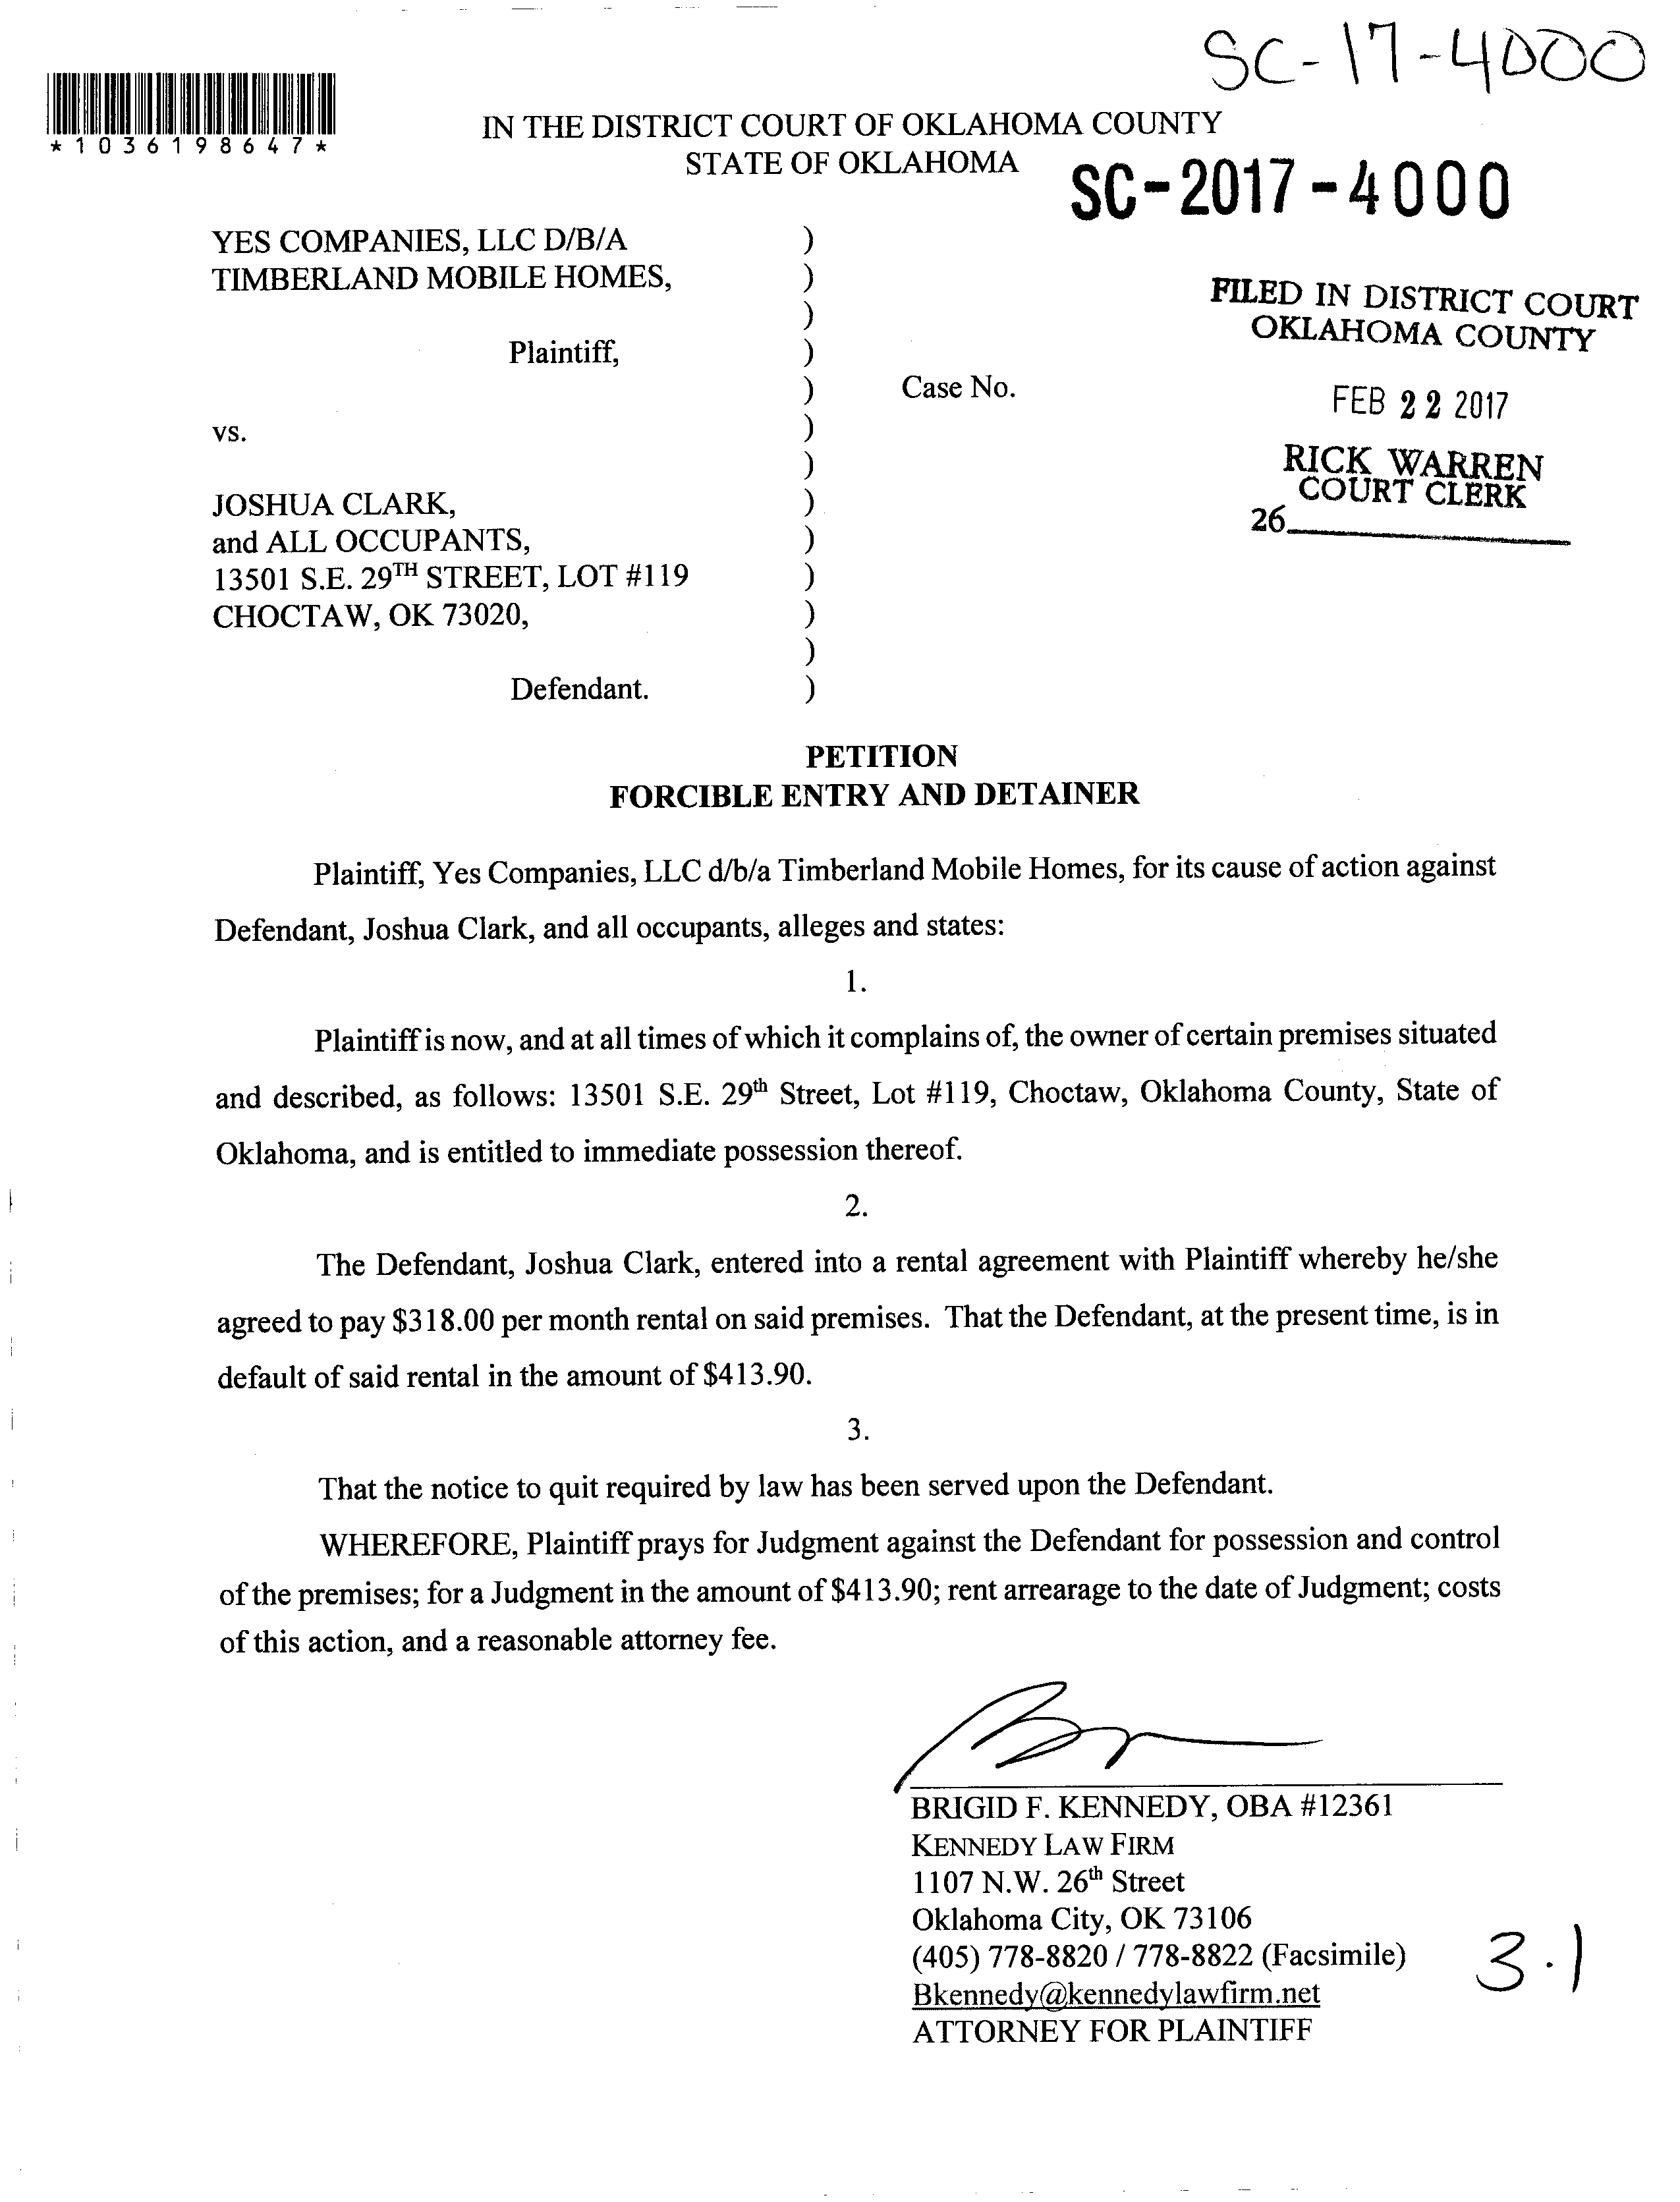 SC-17-4000
*1036198647*
IN THE DISTRICT COURT OF OKLAHOMA COUNTY
STATE OF OKLAHOMA
SC-2017-4000
YES COMPANIES, LLC D/B/A )
TIMBERLAND MOBILE HOMES, )
)
Plaintiff, )
) Case No.
vs. )
)
JOSHUA CLARK, )
and ALL OCCUPANTS, )
13501 S.E. 29TH STREET, LOT #119 )
CHOCTAW, OK 73020, )
)
Defendant. )
FILED IN DISTRICT COURT
OKLAHOMA COUNTY
FEB 22 2017
RICK WARREN
COURT CLERK
26
PETITION
FORCIBLE ENTRY AND DETAINER
Plaintiff, Yes Companies, LLC d/b/a Timberland Mobile Homes, for its cause of action against
Defendant, Joshua Clark, and all occupants, alleges and states:
1.
Plaintiff is now, and at all times of which it complains of, the owner of certain premises situated
and described, as follows: 13501 S.E. 29th Street, Lot #119, Choctaw, Oklahoma County, State of
Oklahoma, and is entitled to immediate possession thereof.
2.
The Defendant, Joshua Clark, entered into a rental agreement with Plaintiff whereby he/she
agreed to pay $318.00 per month rental on said premises. That the Defendant, at the present time, is in
default of said rental in the amount of $413.90.
3.
That the notice to quit required by law has been served upon the Defendant.
WHEREFORE, Plaintiff prays for Judgment against the Defendant for possession and control
of the premises; for a Judgment in the amount of $413.90; rent arrearage to the date of Judgment; costs
of this action, and a reasonable attorney fee.
BRIGID F. KENNEDY, OBA #12361
KENNEDY LAW FIRM
1107 N.W. 26th Street
Oklahoma City, OK 73106
(405) 778-8820 / 778-8822 (Facsimile)
Bkennedy@kennedylawfirm.net
ATTORNEY FOR PLAINTIFF
3.1